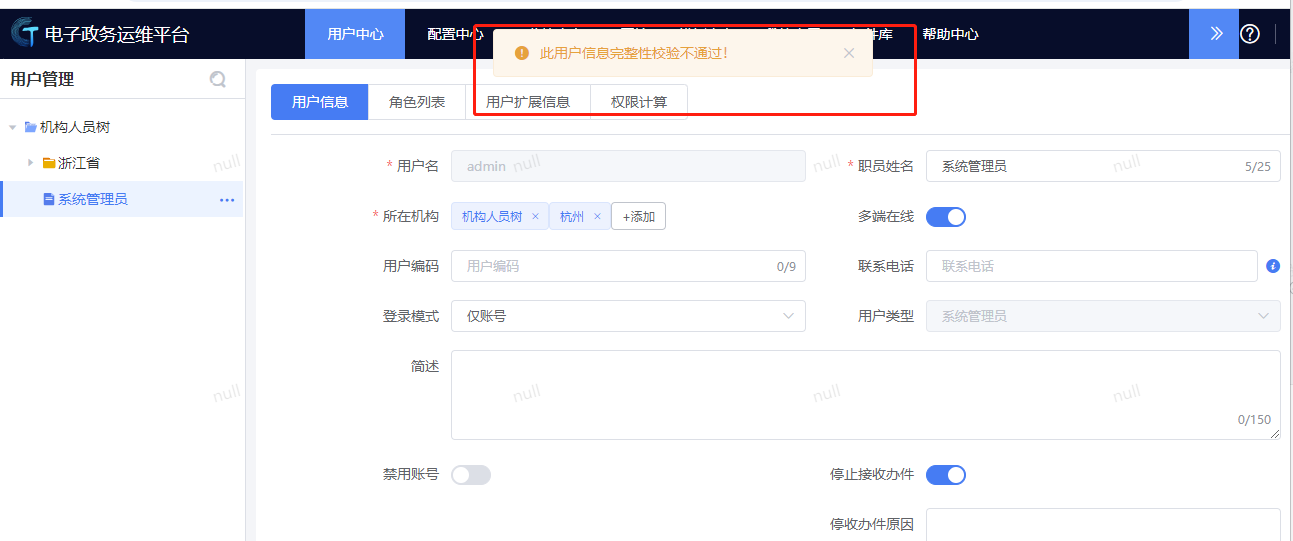 电子政务运维平台
用户中心
配置中心
帮助中心
此用户信息完整性校验不通过!
用户管理
用户信息
角色列表
用户扩展信息
权限计算
机构人员树
浙江省
系统管理员
* 用户名
admin
* 职员姓名
系统管理员
5/25
* 所在机构
机构人员树 ×
杭州 ×
+添加
多端在线
用户编码
用户编码
0/9
联系电话
联系电话
登录模式
仅账号
用户类型
系统管理员
简述
0/150
禁用账号
停止接收办件
停收办件原因
null
null
null
null
null
null
null
null